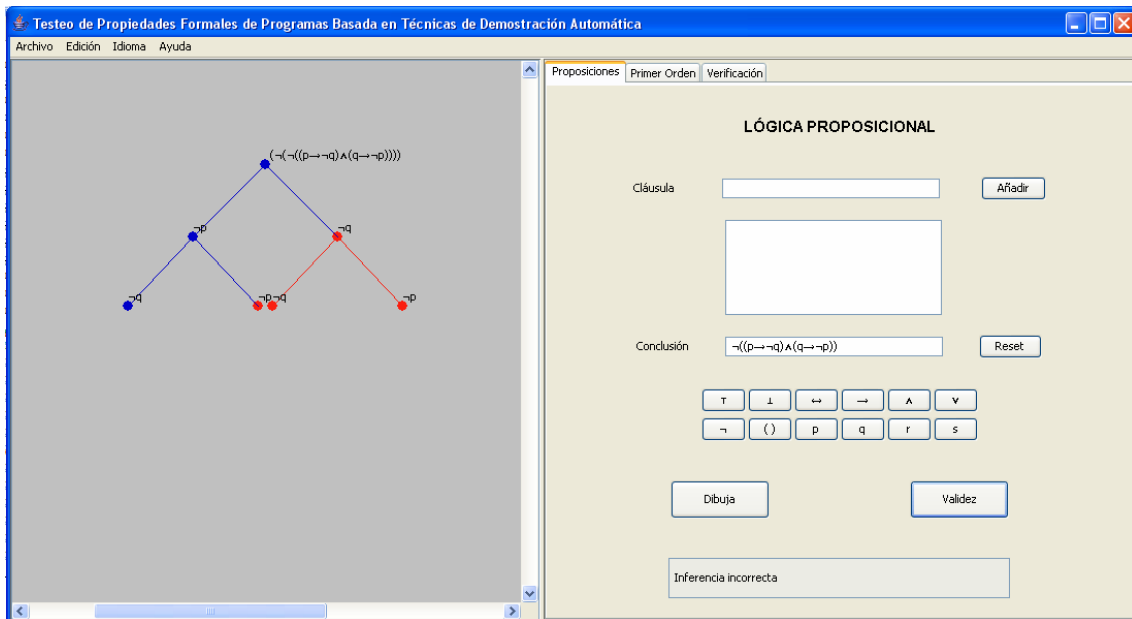 Testeo de Propiedades Formales de Programas Basada en Técnicas de Demostración Automática
Archivo Edición Idioma Ayuda
(¬(¬((p→¬q)∧(q→¬p))))
¬p ¬q
¬q ¬p ¬q ¬p
Proposiciones Primer Orden Verificación
LÓGICA PROPOSICIONAL
Cláusula Añadir
Conclusión ¬((p→¬q)∧(q→¬p)) Reset
⊤ ⊥ ↔ → ∧ ∨
¬ ( ) p q r s
Dibuja Validez
Inferencia incorrecta